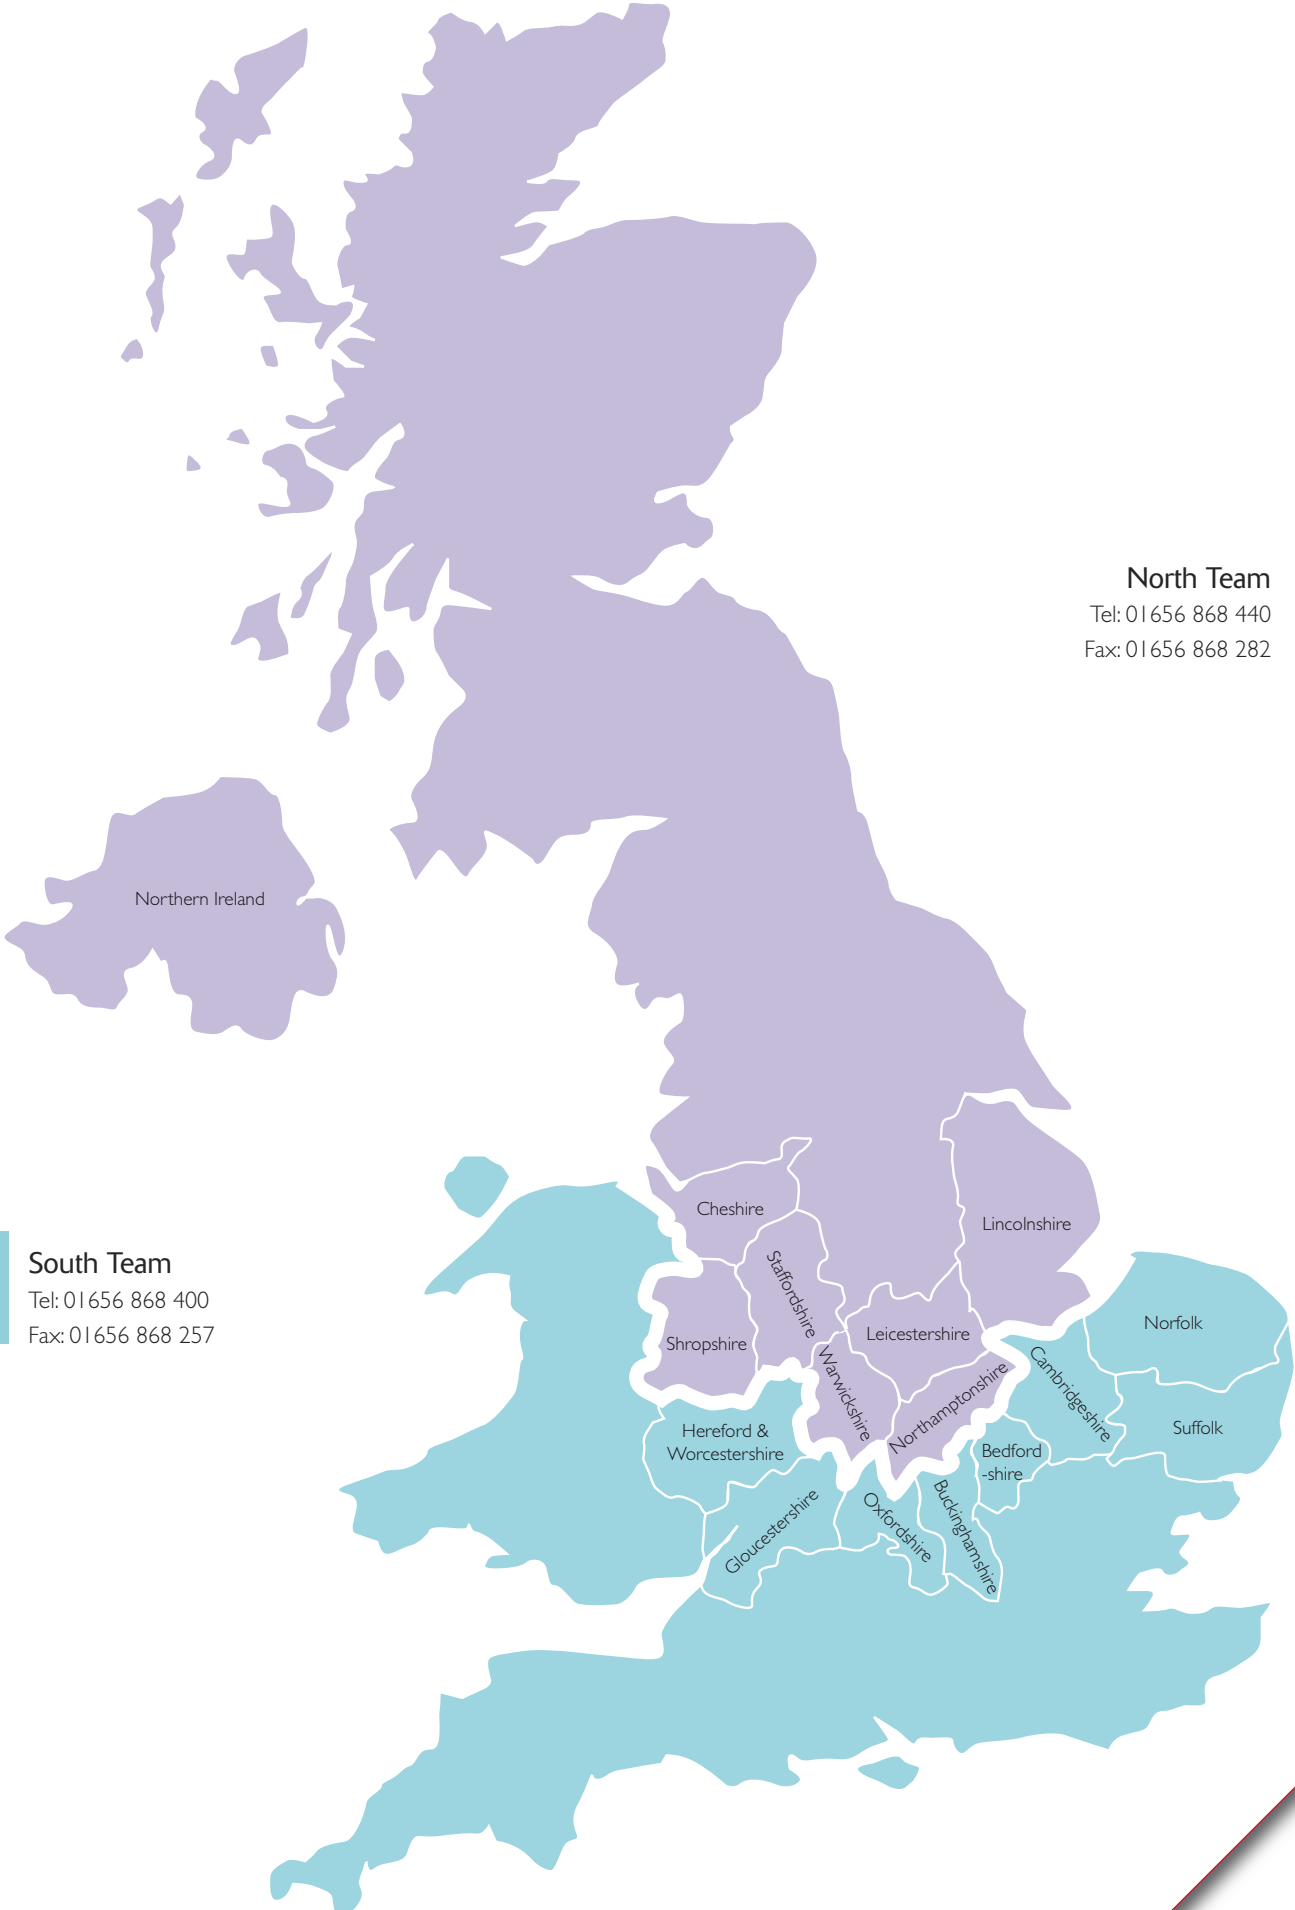 North Team
Tel: 01656 868 440
Fax: 01656 868 282
Northern Ireland
Cheshire
Lincolnshire
Staffordshire
South Team
Tel: 01656 868 400
Fax: 01656 868 257
Shropshire
Leicestershire
Norfolk
Warwickshire
Northamptonshire
Cambridgeshire
Suffolk
Hereford &
Worcestershire
Bedford
-shire
Gloucestershire
Oxfordshire
Buckinghamshire